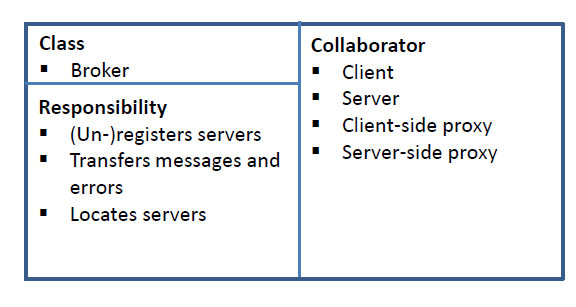 Class
▪ Broker
Responsibility
▪ (Un-)registers servers
▪ Transfers messages and
errors
▪ Locates servers
Collaborator
▪ Client
▪ Server
▪ Client-side proxy
▪ Server-side proxy